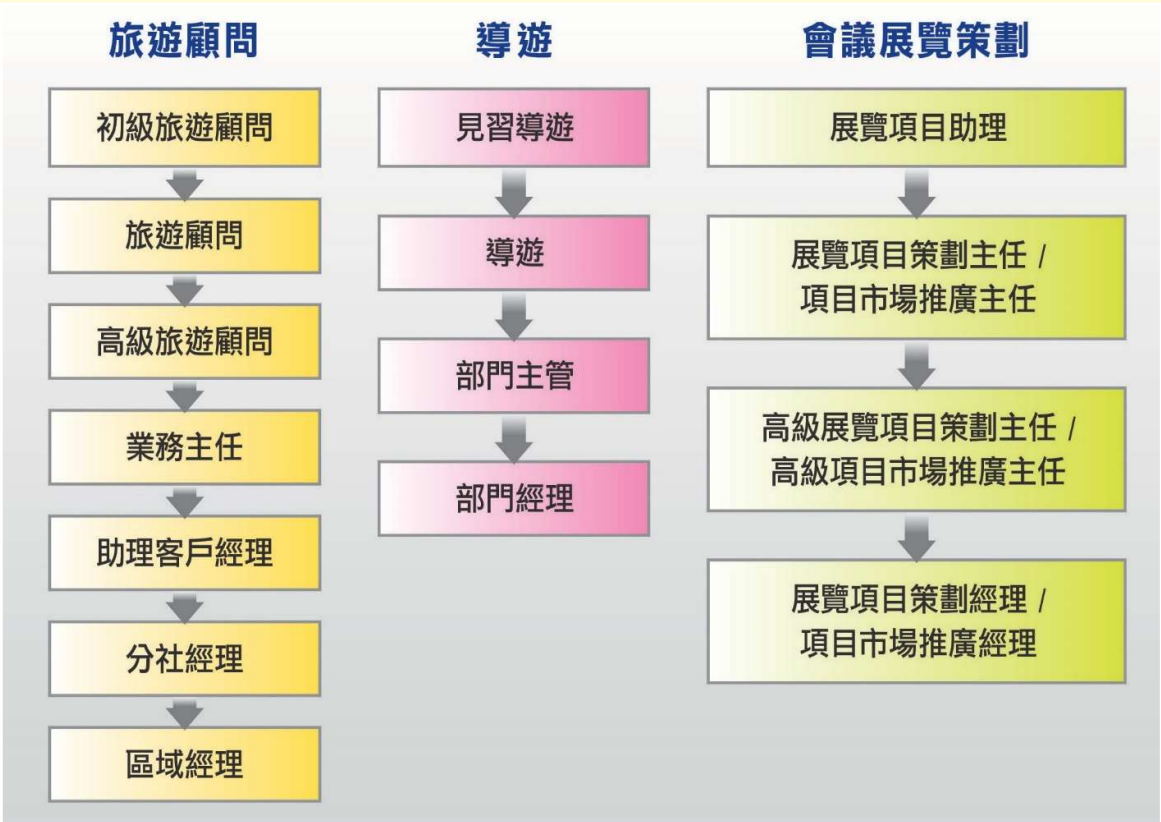 旅遊顧問
初級旅遊顧問
旅遊顧問
高級旅遊顧問
業務主任
助理客戶經理
分社經理
區域經理
導遊
見習導遊
導遊
部門主管
部門經理
會議展覽策劃
展覽項目助理
展覽項目策劃主任 /
項目市場推廣主任
高級展覽項目策劃主任 /
高級項目市場推廣主任
展覽項目策劃經理 /
項目市場推廣經理